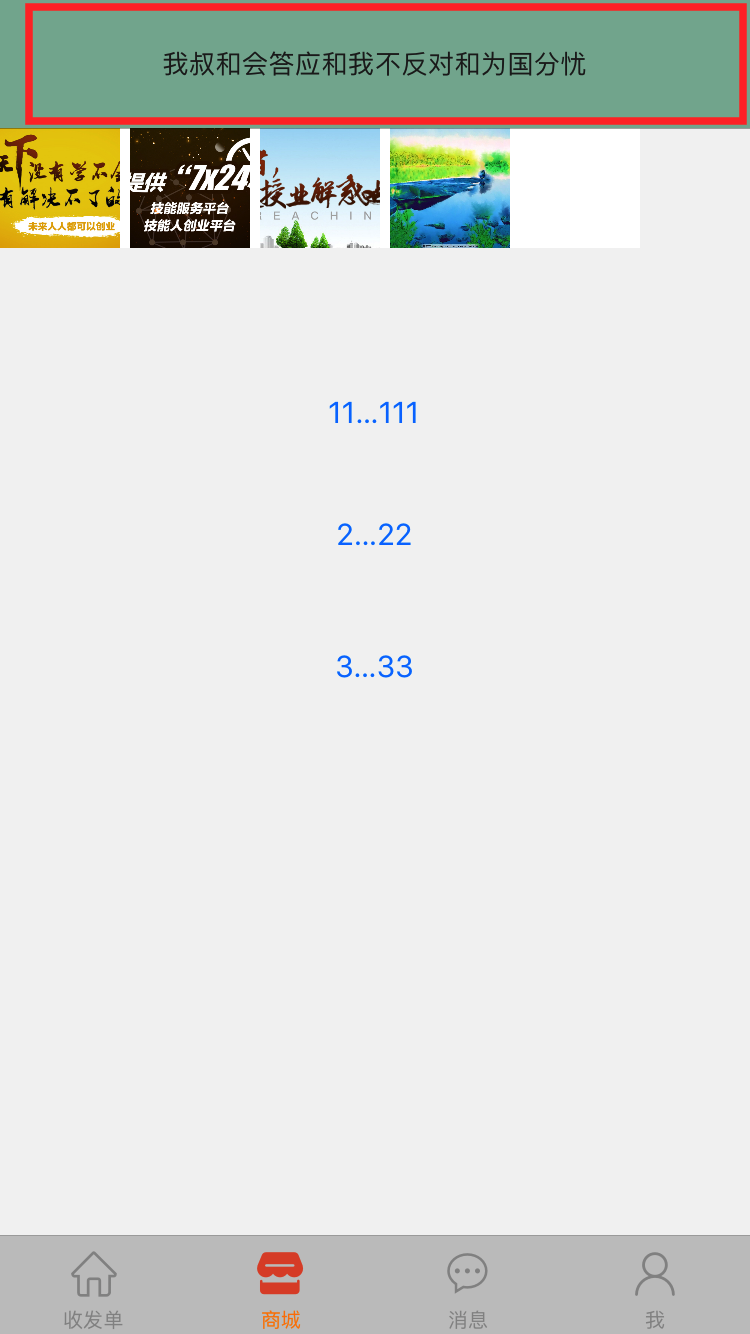 我叔和会答应和我不反对和为国分忧
天下没有学不会
有解决不了的
未来人人都可以创业
提供“7x24
技能服务平台
技能人创业平台
授业解惑
EACHIN
11...111
2...22
3...33
收发单
商城
消息
我